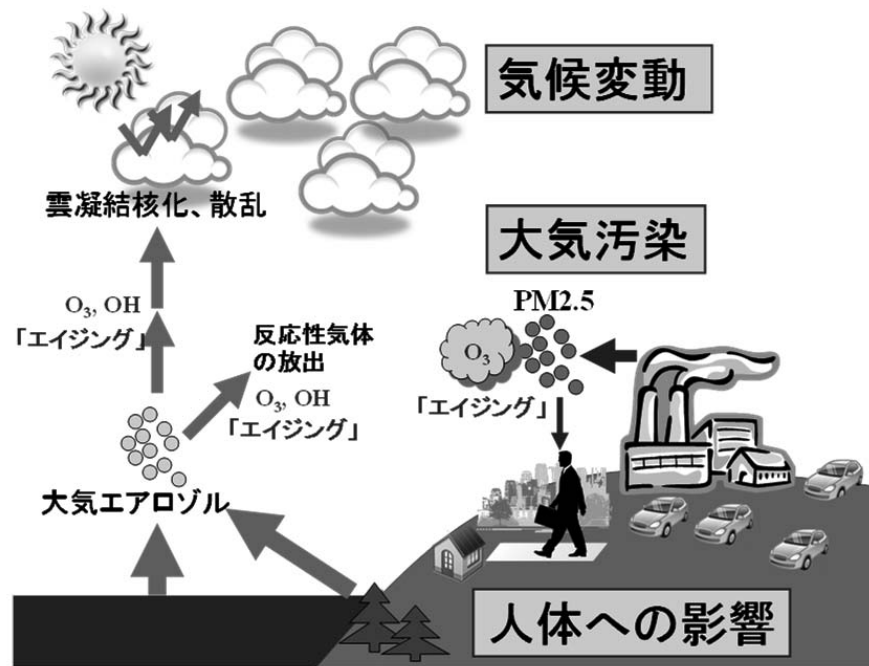 気候変動
雲凝結核化、散乱
大気汚染
O₃, OH
「エイジング」
反応性気体
の放出
O₃, OH
「エイジング」
PM2.5
O₃
「エイジング」
大気エアロゾル
人体への影響